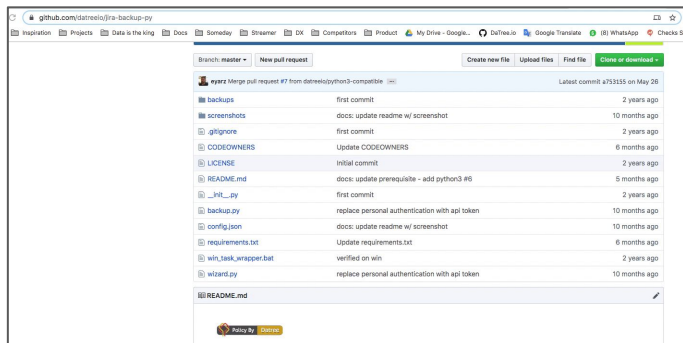 github.com/datreeio/jira-backup-py
Inspiration Projects Data is the king Docs Someday Streamer DX Competitors Product My Drive - Google... DaTree.io Google Translate (8) WhatsApp Checks S
Branch: master New pull request Create new file Upload files Find file Clone or download
eyarz Merge pull request #7 from datreeio/python3-compatible ... Latest commit a753155 on May 26
backups first commit 2 years ago
screenshots docs: update readme w/ screenshot 10 months ago
.gitignore first commit 2 years ago
CODEOWNERS Update CODEOWNERS 6 months ago
LICENSE Initial commit 2 years ago
README.md docs: update prerequisite - add python3 #6 5 months ago
__init__.py first commit 2 years ago
backup.py replace personal authentication with api token 10 months ago
config.json docs: update readme w/ screenshot 10 months ago
requirements.txt Update requirements.txt 6 months ago
win_task_wrapper.bat verified on win 2 years ago
wizard.py replace personal authentication with api token 10 months ago
README.md
Policy By Datree